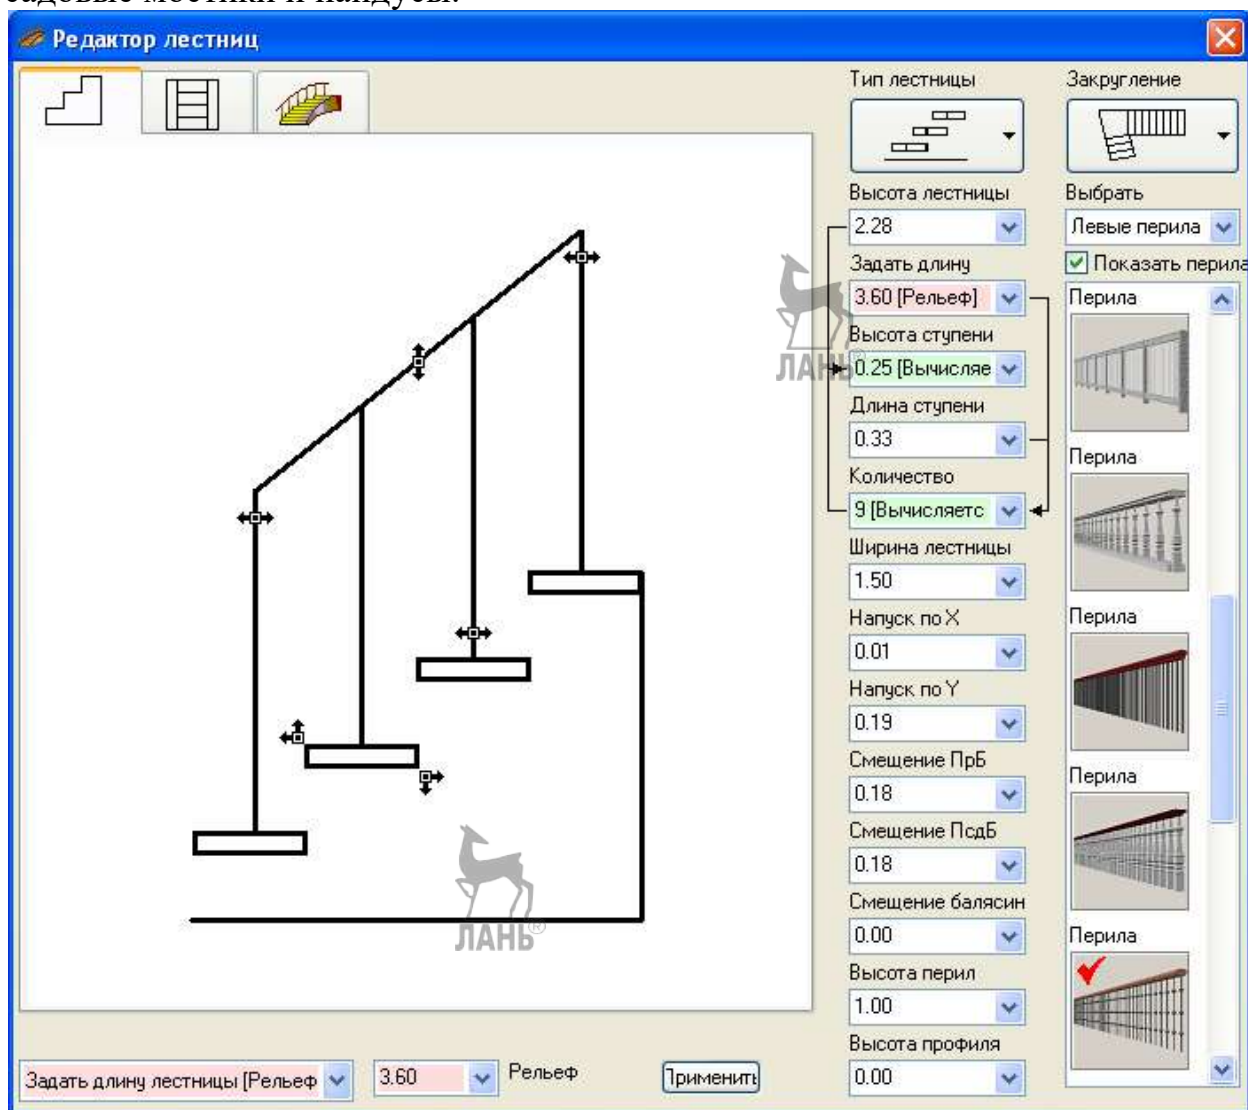 садовые мостики и пандусы.
Редактор лестниц
Тип лестницы
Закругление
Высота лестницы
Выбрать
2.28
Левые перила
Задать длину
Показать перила
3.60 [Рельеф]
Перила
Высота ступени
0.25 [Вычисляе
Длина ступени
0.33
Перила
Количество
9 [Вычисляетс
Ширина лестницы
1.50
Напуск по X
Перила
0.01
Напуск по Y
0.19
Смещение ПрБ
Перила
0.18
Смещение ПсдБ
0.18
Смещение балясин
0.00
Перила
Высота перил
1.00
Высота профиля
0.00
Задать длину лестницы [Рельеф
3.60
Рельеф
Применить
ЛАНЬ®
ЛАНЬ®